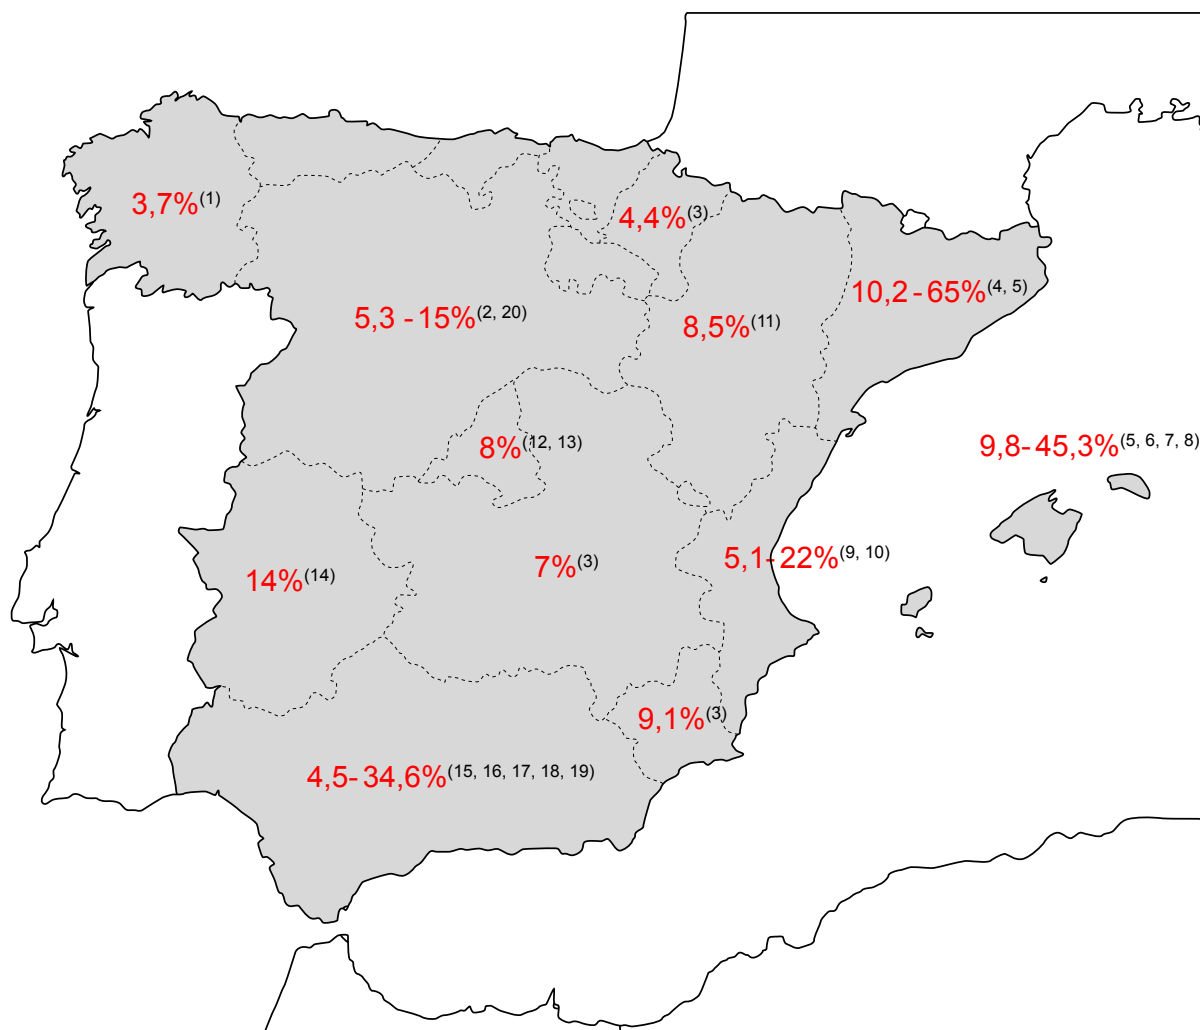 3,7%(1)
4,4%(3)
10,2 - 65%(4, 5)
5,3 - 15%(2, 20)
8,5%(11)
8%(12, 13)
9,8- 45,3%(5, 6, 7, 8)
5,1- 22%(9, 10)
14%(14)
7%(3)
9,1%(3)
4,5- 34,6%(15, 16, 17, 18, 19)